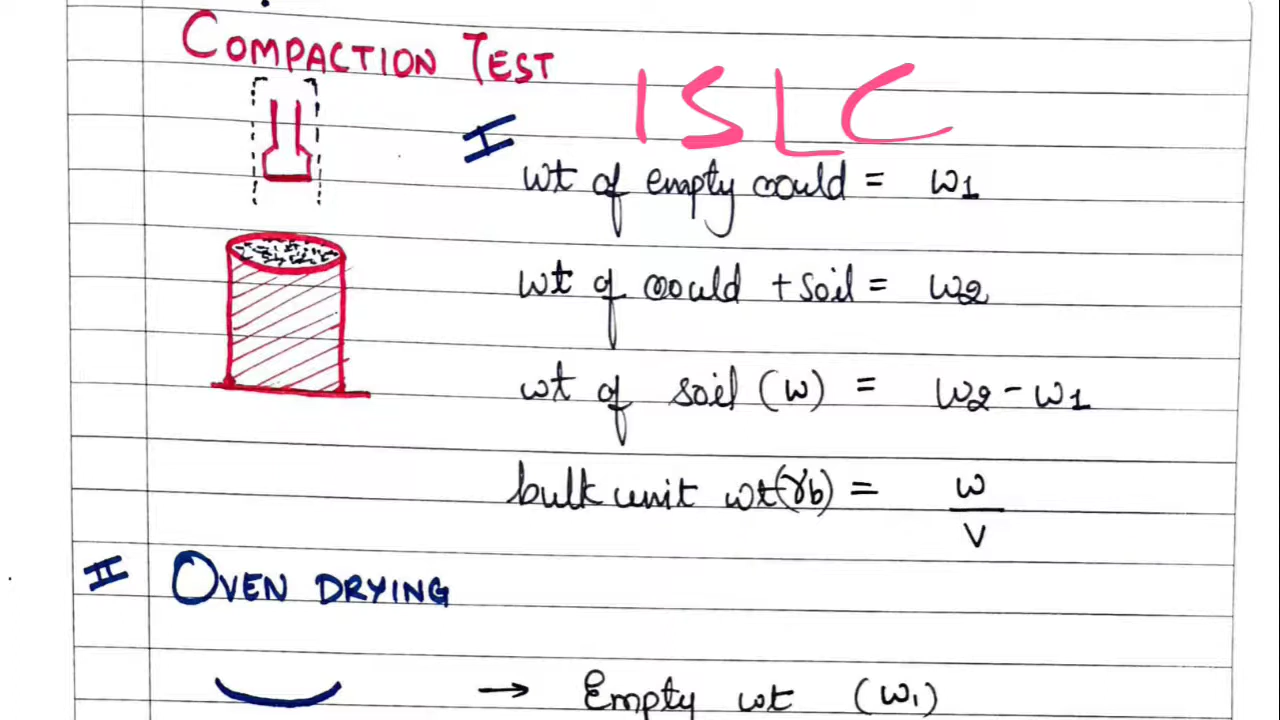 COMPACTION TEST
ISLC
I
wt of empty mould = W1
wt of mould + soil = W2
wt of soil (W) = W2 - W1
bulk unit wt (γb) = W / V
II OVEN DRYING
→ Empty wt (W1)